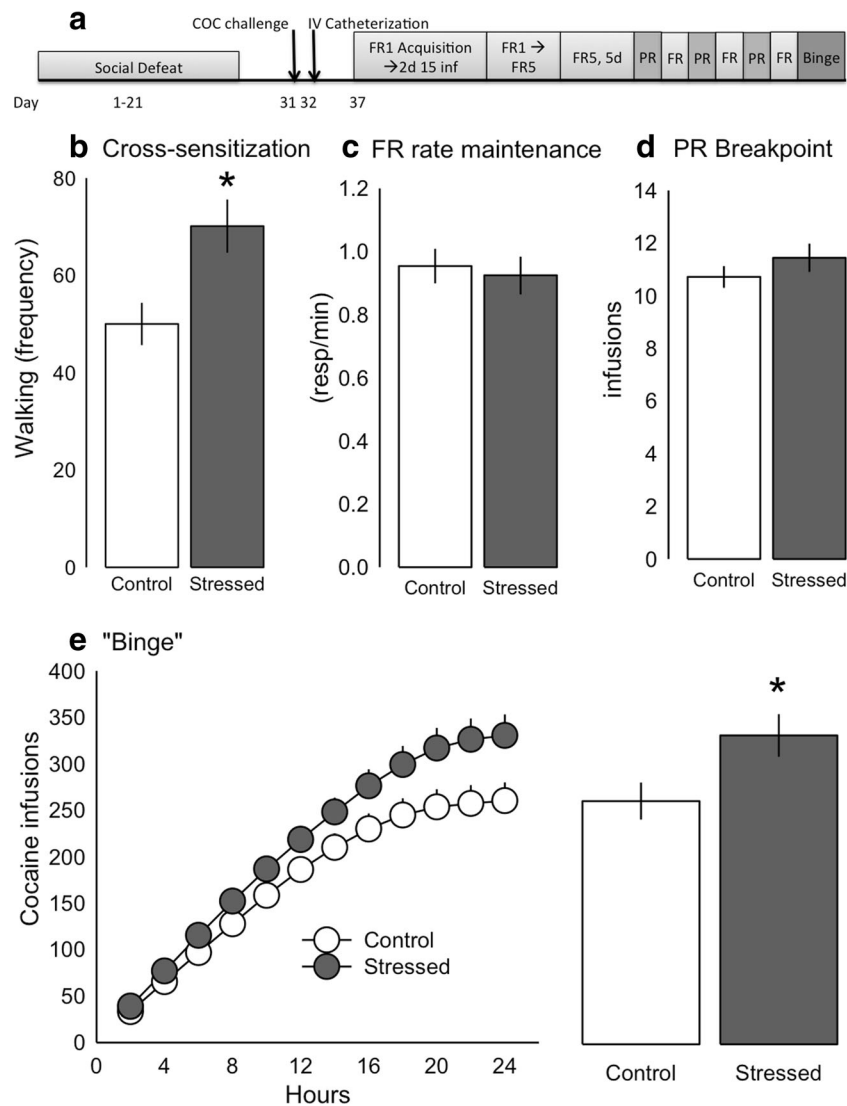 a
COC challenge IV Catheterization
Social Defeat
FR1 Acquisition
→2d 15 inf
FR1 →
FR5
FR5, 5d
PR FR PR FR PR FR Binge
Day 1-21 31 32 37
b Cross-sensitization
80
60
40
20
0
Walking (frequency)
*
Control Stressed
c FR rate maintenance
1.2
1.0
0.8
0.6
0.4
0.2
0.0
(resp/min)
Control Stressed
d PR Breakpoint
14
12
10
8
6
4
2
0
infusions
Control Stressed
e "Binge"
400
350
300
250
200
150
100
50
0
Cocaine infusions
Control
Stressed
0 4 8 12 16 20 24
Hours
*
Control Stressed